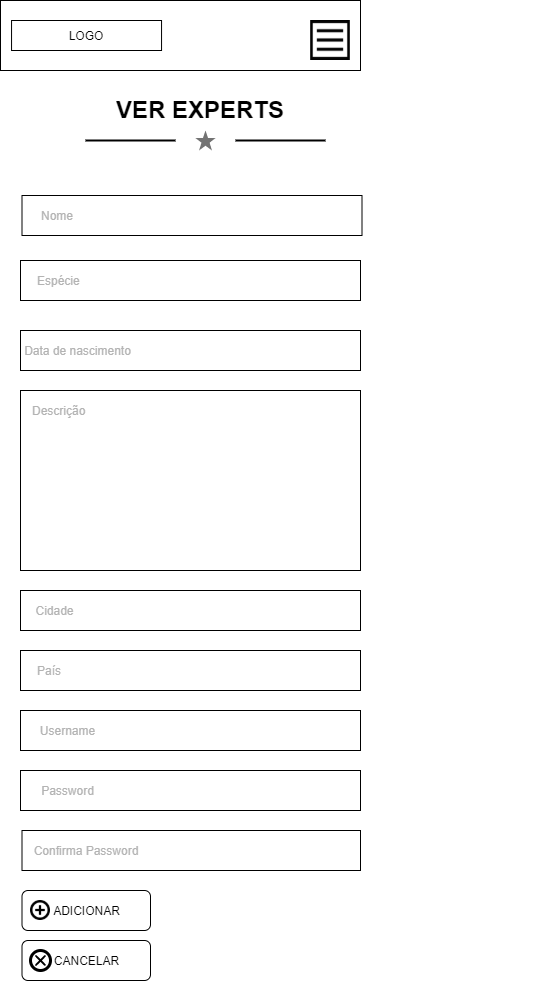 LOGO
VER EXPERTS
Nome
Espécie
Data de nascimento
Descrição
Cidade
País
Username
Password
Confirma Password
ADICIONAR
CANCELAR